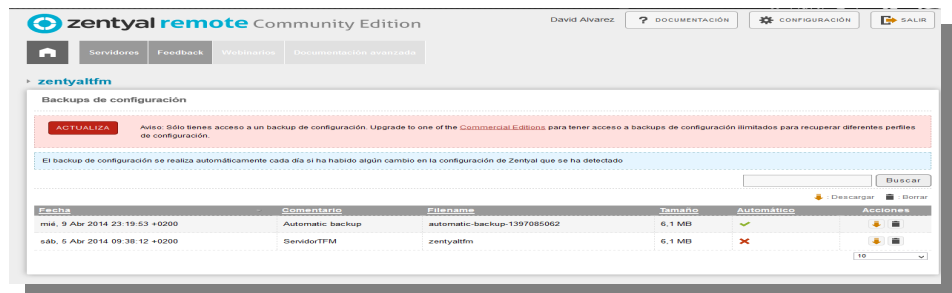 zentyal remote Community Edition
David Alvarez
? DOCUMENTACIÓN
CONFIGURACIÓN
SALIR
Servidores Feedback Webinarios Documentación avanzada
zentyaltfm
Backups de configuración
ACTUALIZA
Aviso: Sólo tienes acceso a un backup de configuración. Upgrade to one of the Commercial Editions para tener acceso a backups de configuración ilimitados para recuperar diferentes perfiles
de configuración.
El backup de configuración se realiza automáticamente cada día si ha habido algún cambio en la configuración de Zentyal que se ha detectado
Buscar
: Descargar : Borrar
Fecha Comentario Filename Tamaño Automático Acciones
mié, 9 Abr 2014 23:19:53 +0200 Automatic backup automatic-backup-1397085062 6,1 MB
sáb, 5 Abr 2014 09:38:12 +0200 ServidorTFM zentyaltfm 6,1 MB
10